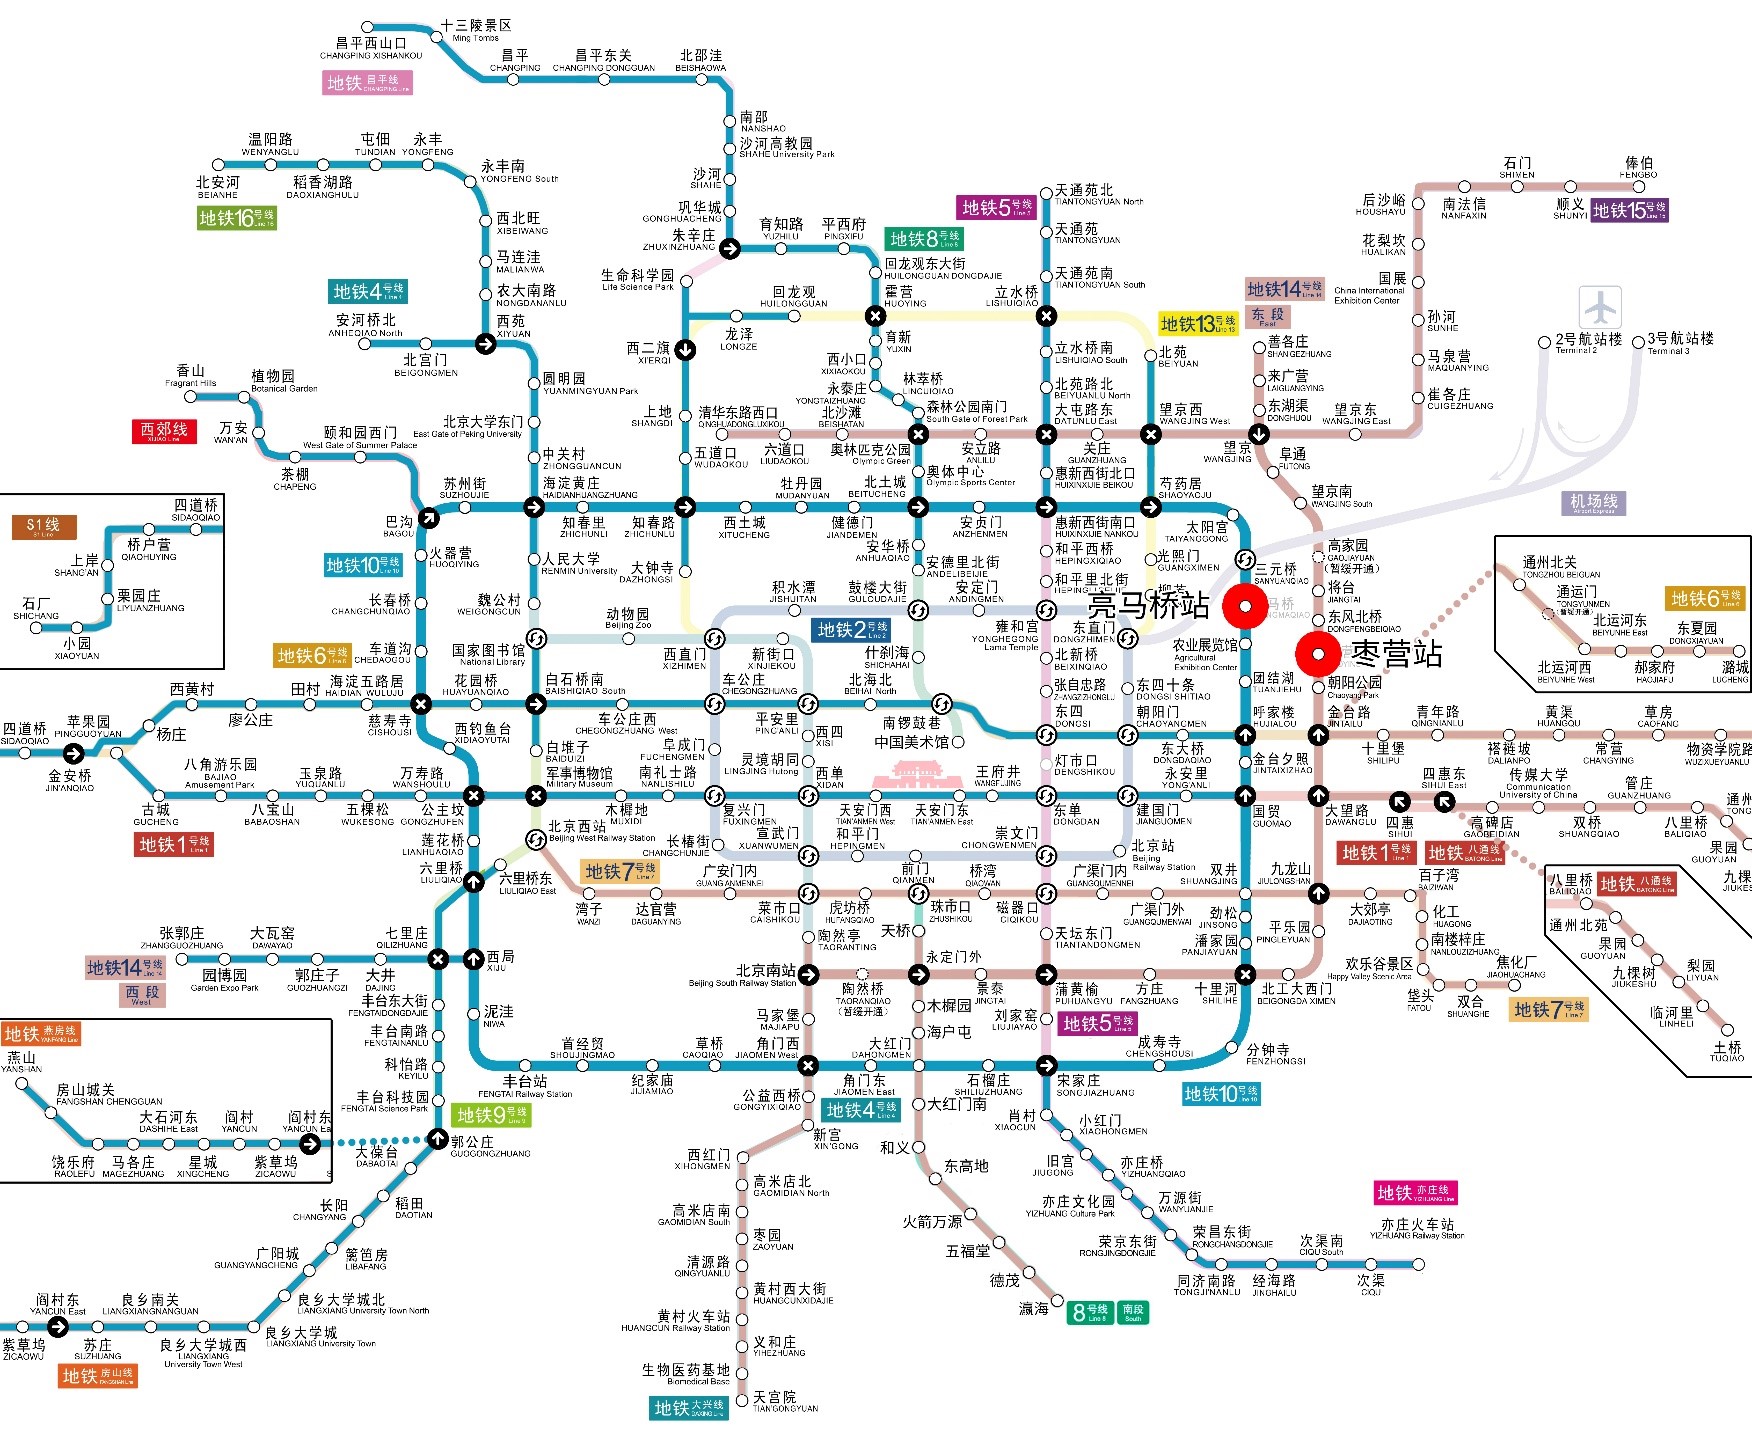 昌平西山口
CHANGPING XISHANKOU
十三陵景区
Ming Tombs
昌平
CHANGPING
昌平东关
CHANGPING DONGGUAN
北邵洼
BEISHAOWA
地铁昌平线
CHANGPING Line
南邵
NANSHAO
沙河高教园
SHAHE University Park
沙河
SHAHE
巩华城
GONGHUACHENG
朱辛庄
ZHUXINZHUANG
育知路
YUZHILU
平西府
PINGXIFU
地铁8号线
Line 8
回龙观东大街
HUILONGGUAN DONGDAJIE
生命科学园
Life Science Park
回龙观
HUILONGGUAN
霍营
HUOYING
立水桥
LISHUIQIAO
温阳路
WENYANGLU
屯佃
TUNDIAN
永丰
YONGFENG
永丰南
YONGFENG South
北安河
BEIANHE
稻香湖路
DAOXIANGHULU
地铁16号线
Line 16
西北旺
XIBEIWANG
马连洼
MALIANWA
农大南路
NONGDANANLU
西苑
XIYUAN
地铁4号线
Line 4
安河桥北
ANHEQIAO North
北宫门
BEIGONGMEN
地铁5号线
Line 5
天通苑北
TIANTONGYUAN North
天通苑
TIANTONGYUAN
天通苑南
TIANTONGYUAN South
石门
SHIMEN
俸伯
FENGBO
后沙峪
HOUSHAYU
南法信
NANFAXIN
顺义
SHUNYI
地铁15号线
Line 15
花梨坎
HUALIKAN
国展
China International
Exhibition Center
孙河
SUNHE
马泉营
MAQUANYING
崔各庄
CUIGEZHUANG
地铁14号线
Line 14
东段
East
善各庄
SHANGEZHUANG
来广营
LAIGUANGYING
东湖渠
DONGHUQU
地铁13号线
Line 13
北苑
BEIYUAN
2号航站楼
Terminal 2
3号航站楼
Terminal 3
西二旗
XI'ERQI
龙泽
LONGZE
育新
YUXIN
西小口
XIXIAOKOU
永泰庄
YONGTAIZHUANG
林萃桥
LINCUIQIAO
森林公园南门
South Gate of Forest Park
立水桥南
LISHUIQIAO South
北苑路北
BEIYUANLU North
大屯路东
DATUNLU East
望京西
WANGJING West
望京
WANGJING
望京东
WANGJING East
香山
Fragrant Hills
植物园
Botanical Garden
西郊线
XIJIAO Line
万安
WAN'AN
茶棚
CHAPENG
颐和园西门
West Gate of Summer Palace
圆明园
YUANMINGYUAN Park
北京大学东门
East Gate of Peking University
中关村
ZHONGGUANCUN
上地
SHANGDI
五道口
WUDAOKOU
清华东路西口
QINGHUADONGLUXIKOU
六道口
LIUDAOKOU
北沙滩
BEISHATAN
奥林匹克公园
Olympic Green
安立路
ANLILU
关庄
GUANZHUANG
阜通
FUTONG
望京南
WANGJING South
苏州街
SUZHOUJIE
海淀黄庄
HAIDIANHUANGZHUANG
巴沟
BAGOU
知春里
ZHICHUNLI
知春路
ZHICHUNLU
西土城
XITUCHENG
牡丹园
MUDANYUAN
健德门
JIANDEMEN
北土城
BEITUCHENG
奥体中心
Olympic Sports Center
安贞门
ANZHENMEN
惠新西街北口
HUIXINXIJIE BEIKOU
惠新西街南口
HUIXINXIJIE NANKOU
芍药居
SHAOYAOJU
太阳宫
TAIYANGGONG
机场线
Airport Express
S1线
S1 Line
四道桥
SIDAOQIAO
桥户营
QIAOHUYING
上岸
SHANG'AN
栗园庄
LIYUANZHUANG
石厂
SHICHANG
小园
XIAOYUAN
地铁10号线
Line 10
火器营
HUOQIYING
长春桥
CHANGCHUNQIAO
车道沟
CHEDAOGOU
人民大学
RENMIN University
魏公村
WEIGONGCUN
国家图书馆
National Library
大钟寺
DAZHONGSI
安华桥
ANHUAQIAO
安德里北街
ANDELIBEIJIE
和平西桥
HEPINGXIQIAO
和平里北街
光熙门
GUANGXIMEN
三元桥
SANYUANQIAO
高家园
GAOJIAYUAN
(暂缓开通)
将台
JIANGTAI
东风北桥
DONGFENGBEIQIAO
亮马桥站
枣营站
动物园
Beijing Zoo
积水潭
JISHUITAN
鼓楼大街
GULOUDAJIE
安定门
ANDINGMEN
地铁2号线
Line 2
西直门
XIZHIMEN
新街口
XINJIEKOU
什刹海
SHICHAHAI
雍和宫
YONGHEGONG
Lama Temple
东直门
DONGZHIMEN
北新桥
BEIXINQIAO
农业展览馆
Agricultural
Exhibition Center
朝阳公园
Chaoyang Park
通州北关
TONGZHOU BEIGUAN
通运门
TONGYUNMEN
(暂缓开通)
北运河东
BEIYUNHE East
地铁6号线
Line 6
东夏园
DONGXIAYUAN
北运河西
BEIYUNHE West
郝家府
HAOJIAFU
潞城
LUCHENG
地铁6号线
Line 6
西黄村
XIHUANGCUN
廖公庄
LIAOGONGZHUANG
田村
TIANCUN
海淀五路居
HAIDIAN WULUJU
慈寿寺
CISHOUSI
花园桥
HUAYUANQIAO
白石桥南
BAISHIQIAO South
西钓鱼台
XIDIAOYUTAI
车公庄西
CHEGONGZHUANG West
车公庄
CHEGONGZHUANG
平安里
PING'ANLI
北海北
BEIHAI North
南锣鼓巷
中国美术馆
张自忠路
ZHANGZIZHONGLU
东四
DONGSI
东四十条
DONGSI SHITIAO
朝阳门
CHAOYANGMEN
东大桥
DONGDAQIAO
团结湖
TUANJIEHU
呼家楼
HUJIALOU
金台路
JINTAILU
十里堡
SHILIPU
青年路
QINGNIANLU
褡裢坡
DALIANPO
黄渠
HUANGQU
常营
CHANGYING
草房
CAOFANG
物资学院路
四道桥
SIDAOQIAO
苹果园
PINGGUOYUAN
金安桥
JIN'ANQIAO
杨庄
古城
GUCHENG
八角游乐园
BAJIAO
Amusement Park
八宝山
BABAOSHAN
玉泉路
YUQUANLU
五棵松
WUKESONG
万寿路
WANSHOULU
公主坟
GONGZHUFEN
白堆子
BAIDUIZI
军事博物馆
Military Museum
木樨地
MUXIDI
南礼士路
NANLISHILU
阜成门
FUCHENGMEN
复兴门
FUXINGMEN
西四
XISI
灵境胡同
LINGJING Hutong
西单
XIDAN
天安门西
TIAN'ANMEN West
天安门东
TIAN'ANMEN East
王府井
WANGFUJING
灯市口
DENGSHIKOU
东单
DONGDAN
建国门
JIANGUOMEN
永安里
YONG'ANLI
金台夕照
JINTAIXIZHAO
国贸
GUOMAO
大望路
DAWANGLU
四惠
SIHUI
四惠东
SIHUI East
高碑店
GAOBEIDIAN
传媒大学
Communication
University of China
双桥
SHUANGQIAO
管庄
GUANZHUANG
八里桥
BALIQIAO
果园
GUOYUAN
地铁1号线
Line 1
地铁1号线
Line 1
地铁八通线
BATONG Line
莲花桥
LIANHUAQIAO
六里桥
LIULIQIAO
六里桥东
LIULIQIAO East
北京西站
Beijing West Railway Station
地铁7号线
Line 7
长椿街
CHANGCHUNJIE
宣武门
XUANWUMEN
和平门
HEPINGMEN
前门
QIANMEN
崇文门
CHONGWENMEN
北京站
Beijing
Railway Station
湾子
WANZI
达官营
DAGUANYING
广安门内
GUANGANMENNEI
菜市口
CAISHIKOU
虎坊桥
HUFANGQIAO
珠市口
ZHUSHIKOU
桥湾
QIAOWAN
磁器口
CIQIKOU
广渠门内
GUANGQUMENNEI
广渠门外
GUANGQUMENWAI
双井
SHUANGJING
九龙山
JIULONGSHAN
大郊亭
DAJIAOTING
百子湾
BAIZIWAN
化工
HUAGONG
南楼梓庄
NANLOUZIZHUANG
欢乐谷景区
Happy Valley Scenic Area
垡头
FATOU
双合
SHUANGHE
焦化厂
JIAOHUACHANG
地铁7号线
Line 7
八里桥
BALIQIAO
地铁八通线
BATONG Line
通州北苑
果园
GUOYUAN
九棵树
JIUKESHU
梨园
LIYUAN
临河里
LINHELI
土桥
TUQIAO
张郭庄
ZHANGGUOZHUANG
园博园
Garden Expo Park
大瓦窑
DAWAYAO
郭庄子
GUOZHUANGZI
大井
DAJING
七里庄
QILIZHUANG
西局
XIJU
地铁14号线
Line 14
西段
West
陶然亭
TAORANTING
天桥
天坛东门
TIANTANDONGMEN
劲松
JINSONG
潘家园
PANJIAYUAN
平乐园
PINGLEYUAN
北京南站
Beijing South Railway Station
陶然桥
TAORANQIAO
(暂缓开通)
永定门外
景泰
JINGTAI
蒲黄榆
PUHUANGYU
方庄
FANGZHUANG
十里河
SHILIHE
北工大西门
BEIGONGDA XIMEN
丰台东大街
FENGTAIDONGDAJIE
丰台南路
FENGTAINANLU
科怡路
KEYILU
丰台科技园
FENGTAI Science Park
泥洼
NIWA
马家堡
MAJIAPU
木樨园
海户屯
刘家窑
LIUJIAYAO
地铁5号线
Line 5
丰台站
FENGTAI Railway Station
首经贸
SHOUJINGMAO
纪家庙
JIJIAMIAO
草桥
CAOQIAO
角门西
JIAOMEN West
角门东
JIAOMEN East
大红门
DAHONGMEN
石榴庄
SHILIUZHUANG
宋家庄
SONGJIAZHUANG
成寿寺
CHENGSHOUSI
分钟寺
FENZHONGSI
地铁10号线
Line 10
地铁燕房线
YANFANG Line
燕山
YANSHAN
房山城关
FANGSHAN CHENGGUAN
饶乐府
RAOLEFU
马各庄
MAGEZHUANG
大石河东
DASHIHE East
星城
XINGCHENG
阎村
YANCUN
紫草坞
ZICAOWU
阎村东
地铁9号线
Line 9
郭公庄
GUOGONGZHUANG
大葆台
DABAOTAI
稻田
DAOTIAN
长阳
CHANGYANG
篱笆房
LIBAFANG
广阳城
GUANGYANGCHENG
良乡大学城北
LIANGXIANG University Town North
良乡大学城
LIANGXIANG University Town
良乡大学城西
LIANGXIANG
University Town West
良乡南关
LIANGXIANGNANGUAN
苏庄
SUZHUANG
阎村东
YANCUN East
紫草坞
ZICAOWU
地铁房山线
FANGSHAN Line
公益西桥
GONGYIXIQIAO
地铁4号线
Line 4
新宫
XIN'GONG
西红门
XIHONGMEN
高米店北
GAOMIDIAN North
高米店南
GAOMIDIAN South
枣园
ZAOYUAN
清源路
QINGYUANLU
黄村西大街
HUANGCUNXIDAJIE
黄村火车站
HUANGCUN Railway Station
义和庄
YIHEZHUANG
生物医药基地
Biomedical Base
天宫院
TIAN'GONGYUAN
地铁大兴线
DAXING Line
大红门南
和义
东高地
火箭万源
五福堂
德茂
瀛海
8号线
Line 8
南段
South
肖村
XIAOCUN
小红门
XIAOHONGMEN
旧宫
JIUGONG
亦庄桥
YIZHUANGQIAO
亦庄文化园
YIZHUANG Culture Park
万源街
WANYUANJIE
荣京东街
RONGJINGDONGJIE
荣昌东街
RONGCHANGDONGJIE
同济南路
TONGJI'NANLU
经海路
JINGHAILU
次渠南
CIQU South
次渠
CIQU
地铁亦庄线
YIZHUANG Line
亦庄火车站
YIZHUANG Railway Station